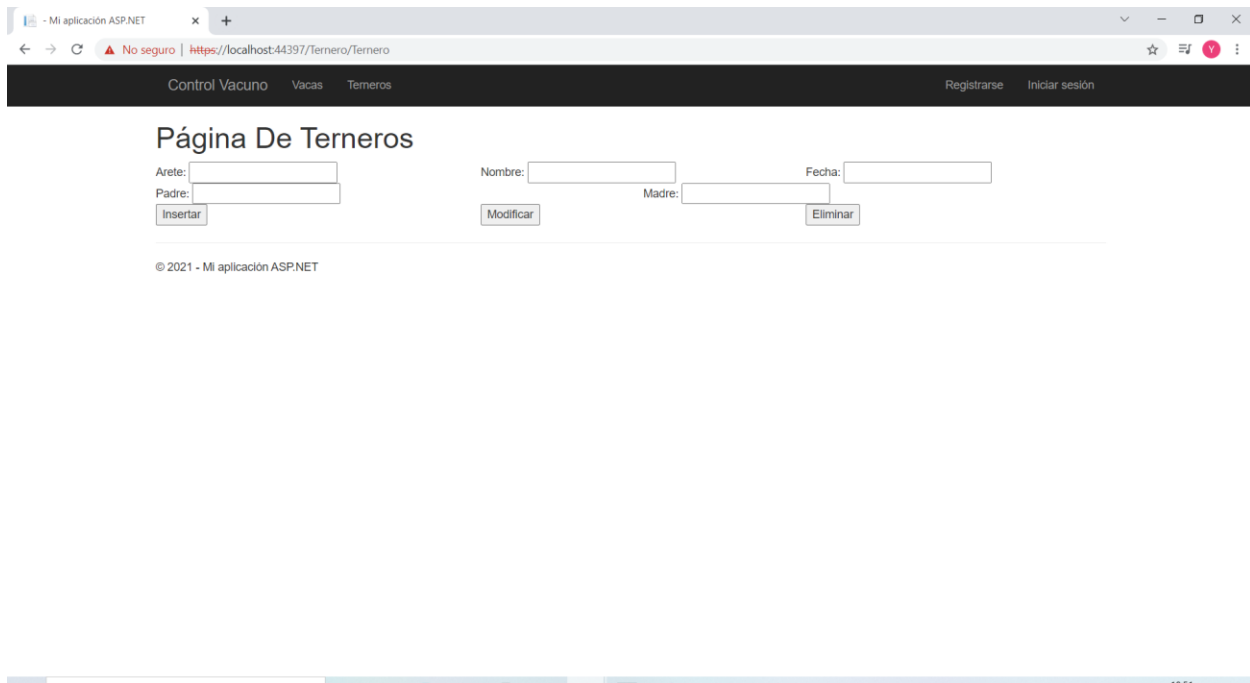 - Mi aplicación ASP.NET
No seguro | https://localhost:44397/Ternero/Ternero Y
Control Vacuno Vacas Terneros Registrarse Iniciar sesión
Página De Terneros
Arete: Nombre: Fecha:
Padre: Madre:
Insertar Modificar Eliminar
© 2021 - Mi aplicación ASP.NET